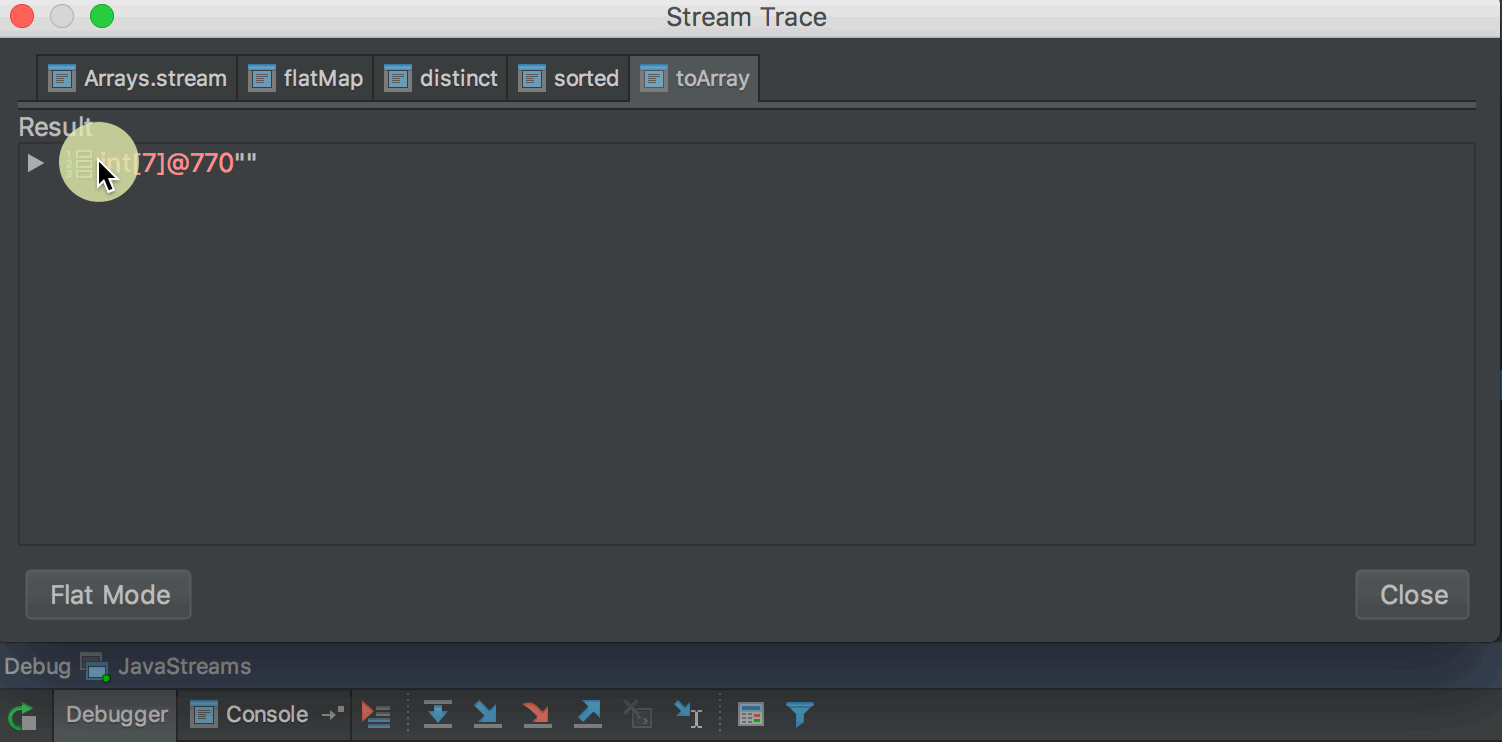 Stream Trace
Arrays.stream flatMap distinct sorted toArray
Result
int[7]@770""
Flat Mode Close
Debug JavaStreams
Debugger Console